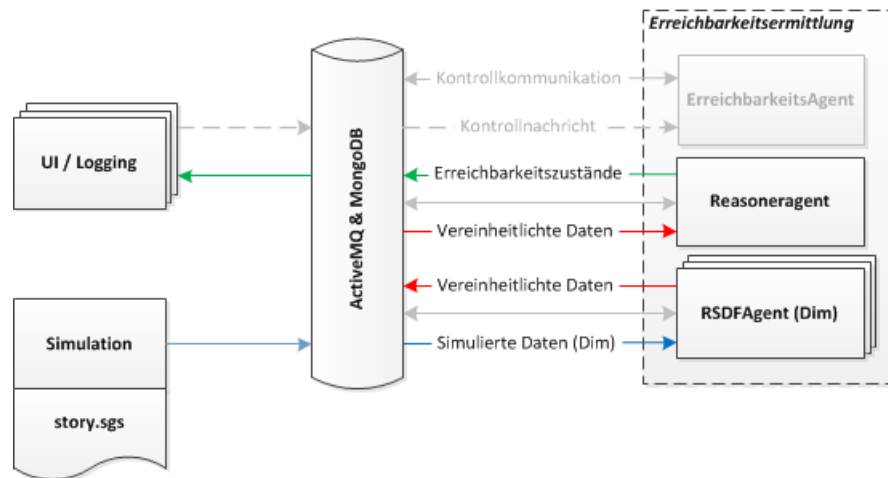 Erreichbarkeitsermittlung
Kontrollkommunikation
ErreichbarkeitsAgent
Kontrollnachricht
UI / Logging
ActiveMQ & MongoDB
Erreichbarkeitszustände
Reasoneragent
Vereinheitlichte Daten
Vereinheitlichte Daten
RSDFAgent (Dim)
Simulation
Simulierte Daten (Dim)
story.sgs